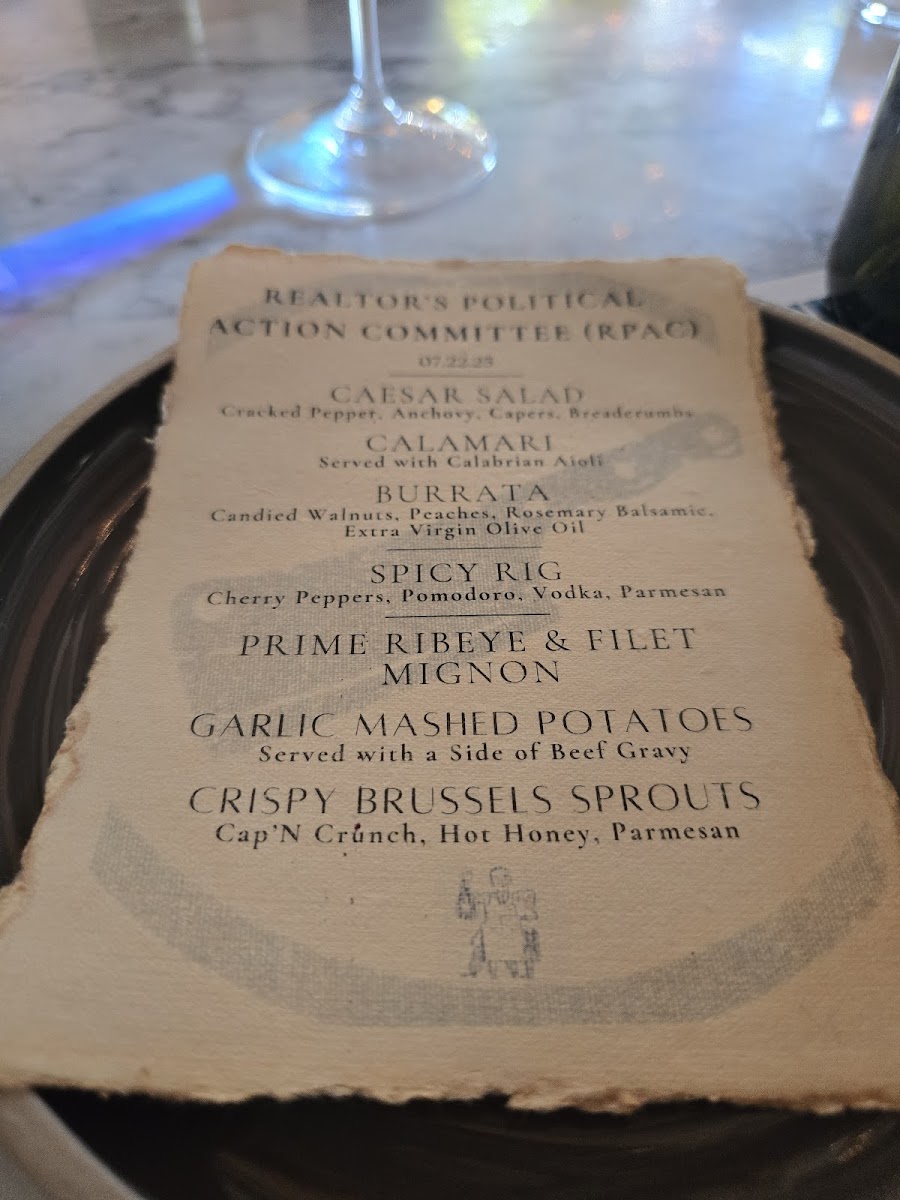 REALTOR'S POLITICAL
ACTION COMMITTEE (RPAC)
07.22.25
CAESAR SALAD
Cracked Pepper, Anchovy, Capers, Breadcrumbs
CALAMARI
Served with Calabrian Aioli
BURRATA
Candied Walnuts, Peaches, Rosemary Balsamic,
Extra Virgin Olive Oil
SPICY RIG
Cherry Peppers, Pomodoro, Vodka, Parmesan
PRIME RIBEYE & FILET
MIGNON
GARLIC MASHED POTATOES
Served with a Side of Beef Gravy
CRISPY BRUSSELS SPROUTS
Cap'N Crunch, Hot Honey, Parmesan